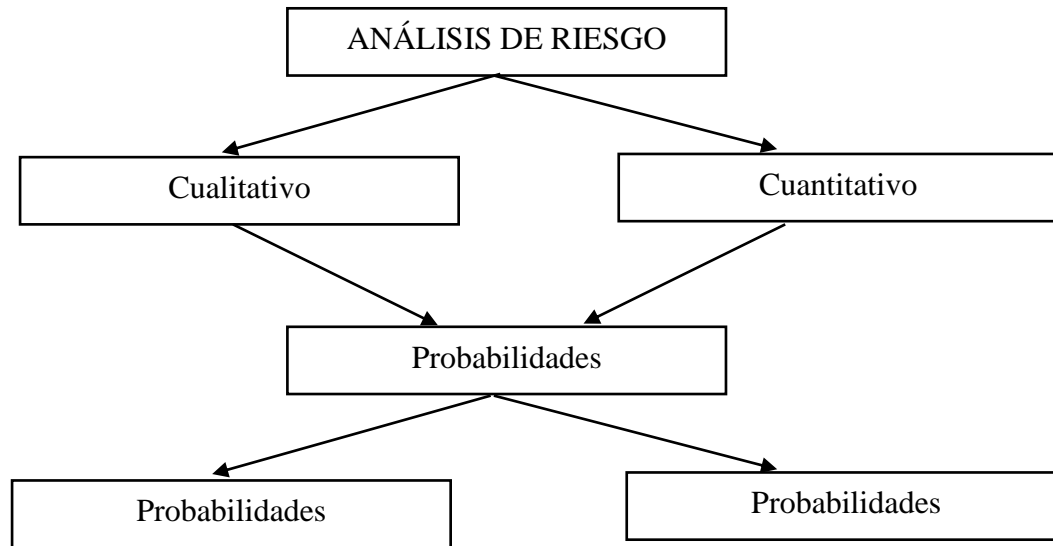 ANÁLISIS DE RIESGO
Cualitativo
Cuantitativo
Probabilidades
Probabilidades
Probabilidades